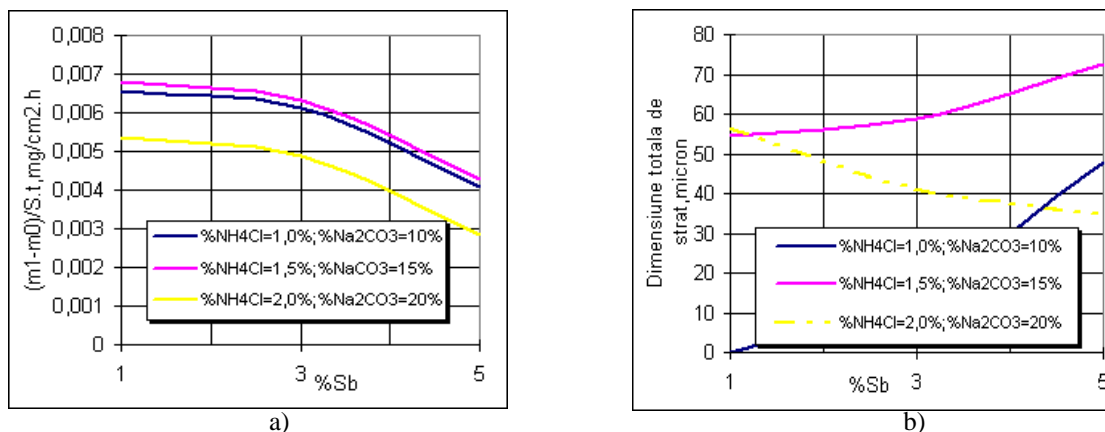 0,008
0,007
0,006
0,005
0,004
0,003
0,002
0,001
0
(m1-m0)/S.t,mg/cm2.h
%NH4Cl=1,0%;%Na2CO3=10%
%NH4Cl=1,5%;%NaCO3=15%
%NH4Cl=2,0%;%Na2CO3=20%
1
3
5
%Sb
a)
80
70
60
50
40
30
20
10
0
Dimensiune totala de
strat,micron
%NH4Cl=1,0%;%Na2CO3=10%
%NH4Cl=1,5%;%Na2CO3=15%
%NH4Cl=2,0%;%Na2CO3=20%
1
%Sb
3
5
b)